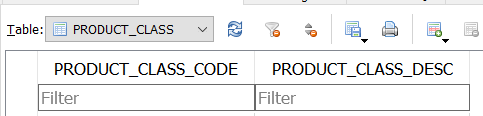 Table: PRODUCT_CLASS
PRODUCT_CLASS_CODE PRODUCT_CLASS_DESC
Filter Filter